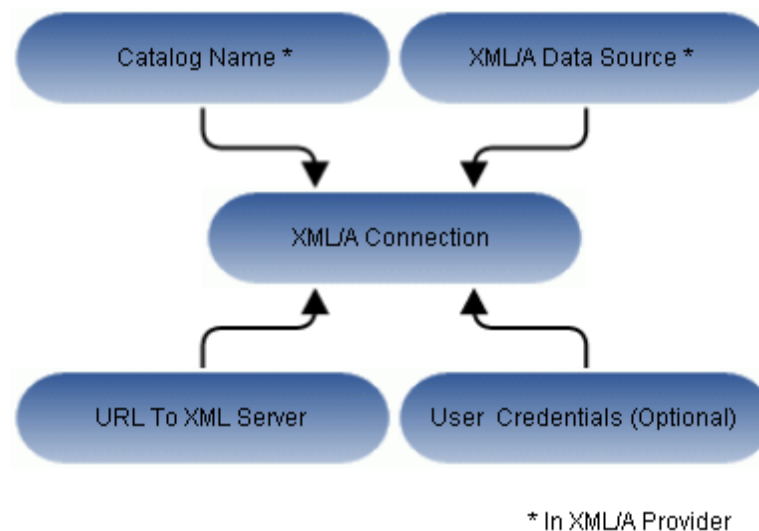 Catalog Name *
XML/A Data Source *
XML/A Connection
URL To XML Server
User Credentials (Optional)
* In XML/A Provider